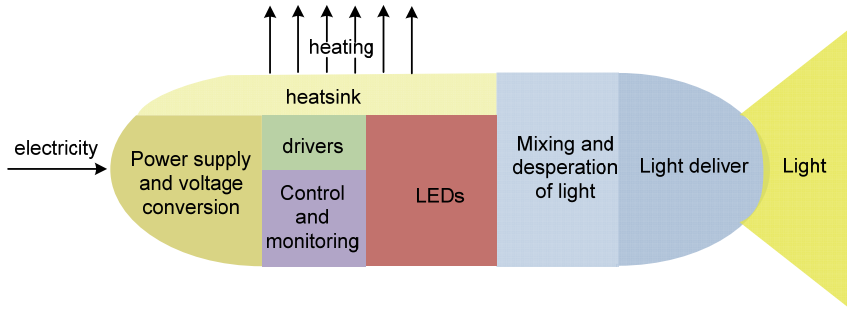 heating
heatsink
electricity
Power supply
and voltage
conversion
drivers
Control
and
monitoring
LEDs
Mixing and
desperation
of light
Light deliver
Light